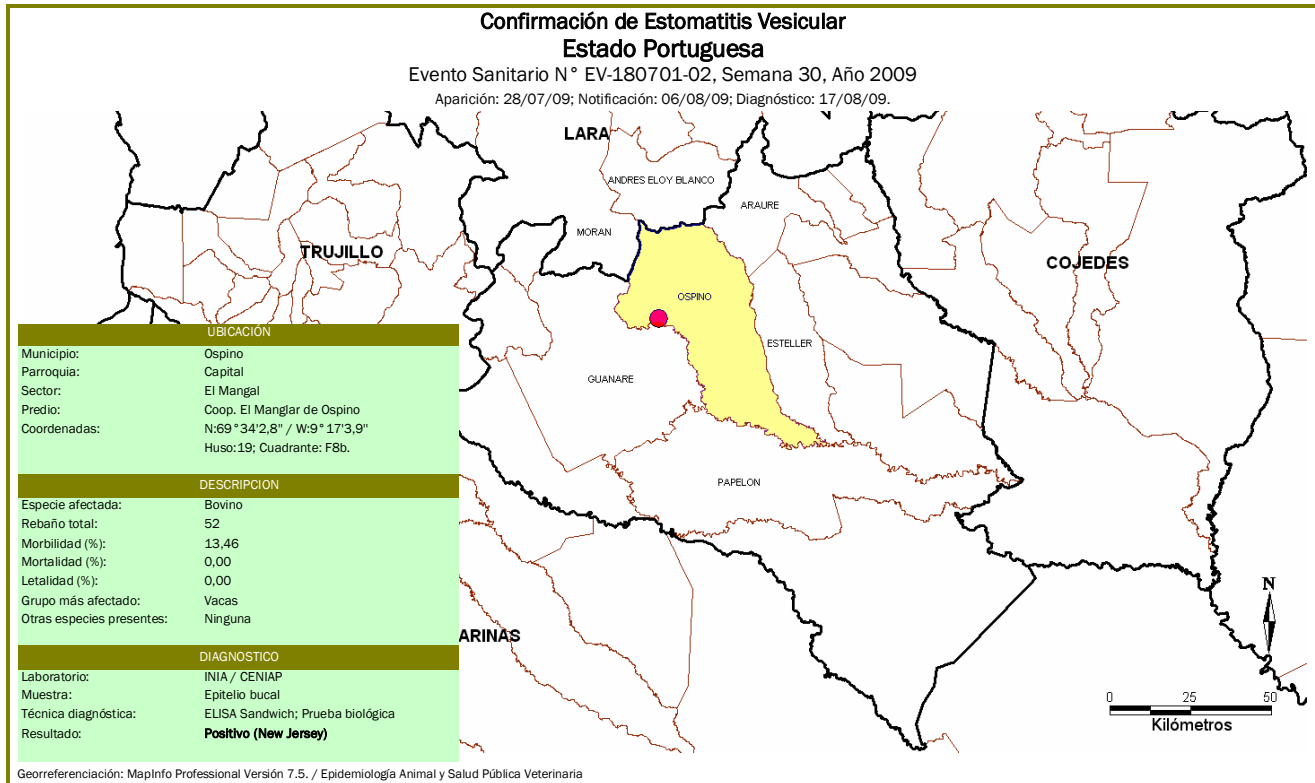 Confirmación de Estomatitis Vesicular
Estado Portuguesa
Evento Sanitario N° EV-180701-02, Semana 30, Año 2009
Aparición: 28/07/09; Notificación: 06/08/09; Diagnóstico: 17/08/09.
LARA
ANDRES ELOY BLANCO
ARAURE
MORAN
TRUJILLO
COJEDES
OSPINO
ESTELLER
GUANARE
PAPELON
ARINAS
UBICACIÓN
Municipio: Ospino
Parroquia: Capital
Sector: El Mangal
Predio: Coop. El Manglar de Ospino
Coordenadas: N:69°34'2,8" / W:9°17'3,9"
Huso:19; Cuadrante: F8b.
DESCRIPCION
Especie afectada: Bovino
Rebaño total: 52
Morbilidad (%): 13,46
Mortalidad (%): 0,00
Letalidad (%): 0,00
Grupo más afectado: Vacas
Otras especies presentes: Ninguna
DIAGNOSTICO
Laboratorio: INIA / CENIAP
Muestra: Epitelio bucal
Técnica diagnóstica: ELISA Sandwich; Prueba biológica
Resultado: Positivo (New Jersey)
N
0 25 50
Kilómetros
Georreferenciación: MapInfo Professional Versión 7.5. / Epidemiología Animal y Salud Pública Veterinaria